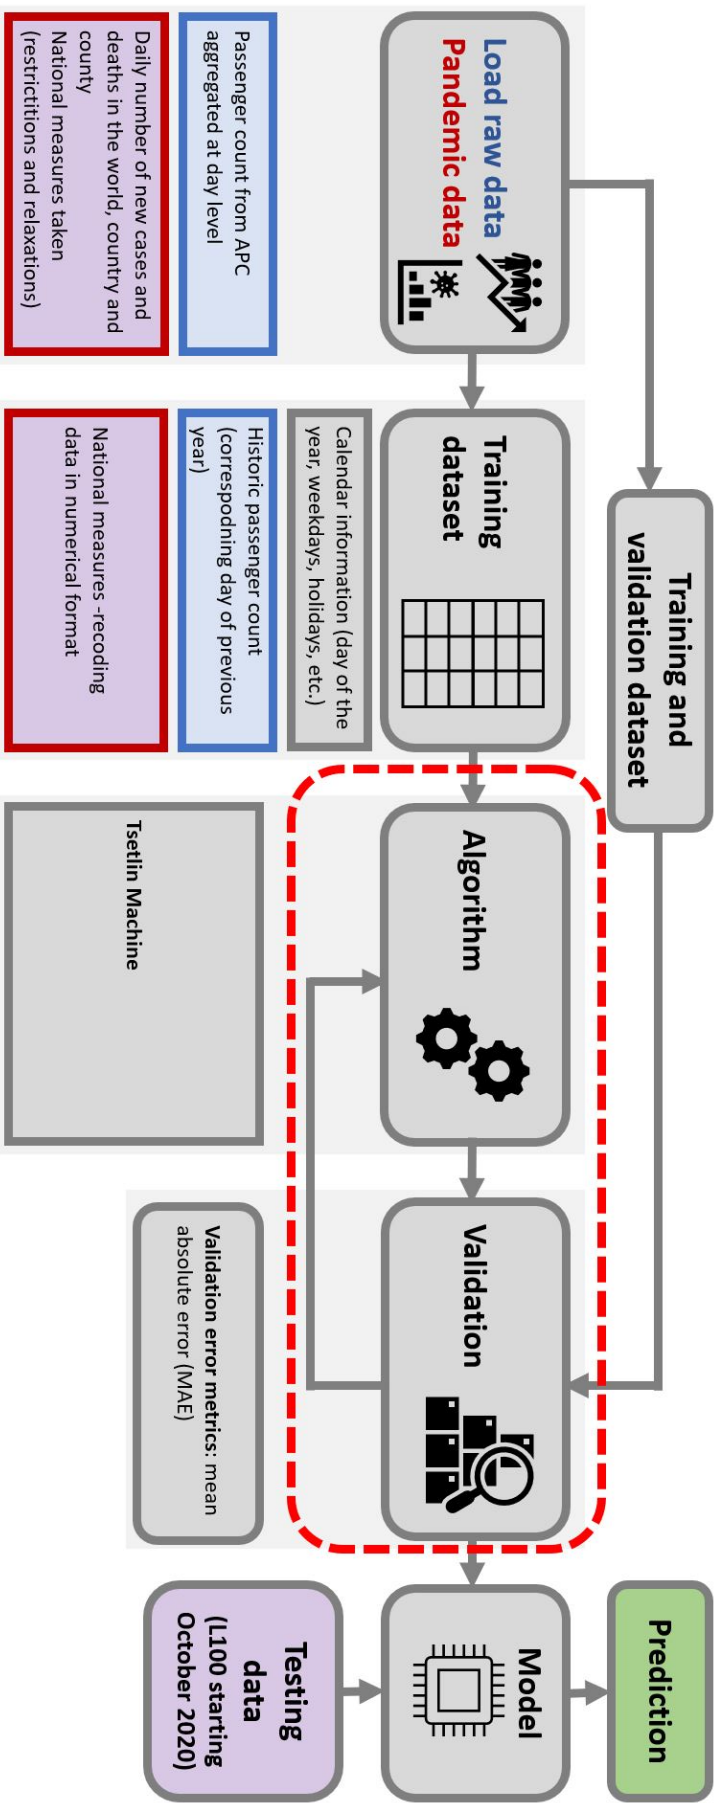 Training and
validation dataset
Prediction
Load raw data
Pandemic data
Training
dataset
Algorithm
Validation
Model
Calendar information (day of the
year, weekdays, holidays, etc.)
Passenger count from APC
aggregated at day level
Historic passenger count
(correspodning day of previous
year)
Daily number of new cases and
deaths in the world, country and
county
National measures taken
(restrictitions and relaxations)
National measures -recoding
data in numerical format
Tsetlin Machine
Validation error metrics: mean
absolute error (MAE)
Testing
data
(L100 starting
October 2020)